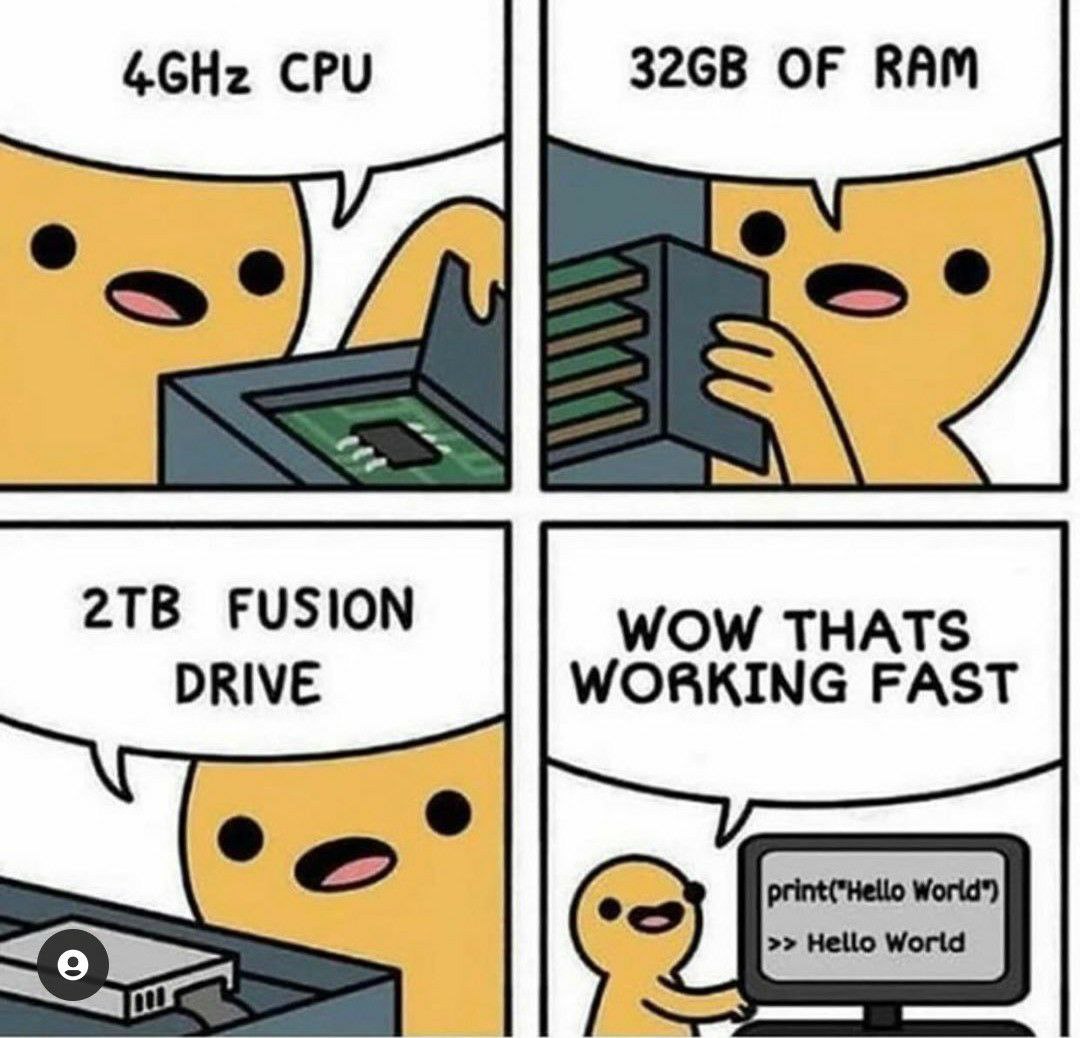 4GHz CPU
32GB OF RAM
2TB FUSION
DRIVE
WOW THATS
WORKING FAST
print("Hello World")
>> Hello World